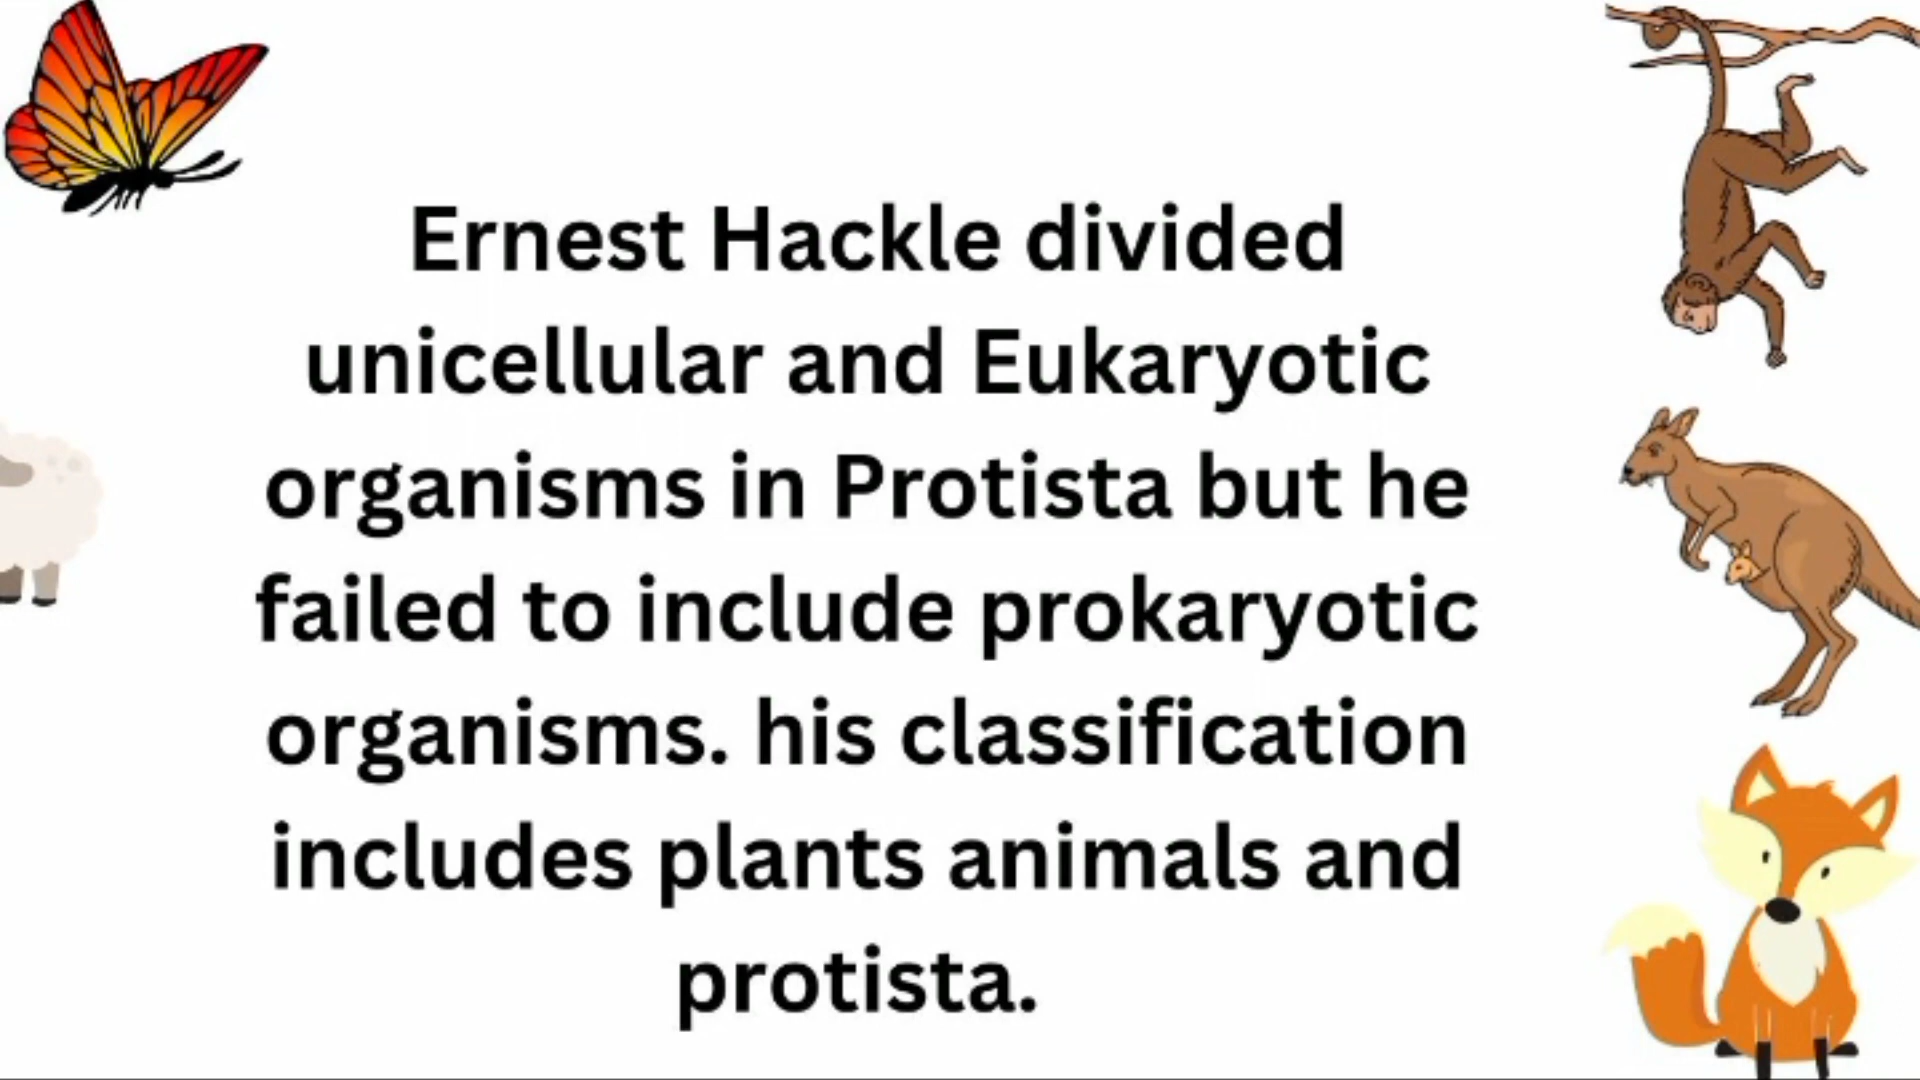 Ernest Hackle divided
unicellular and Eukaryotic
organisms in Protista but he
failed to include prokaryotic
organisms. his classification
includes plants animals and
protista.